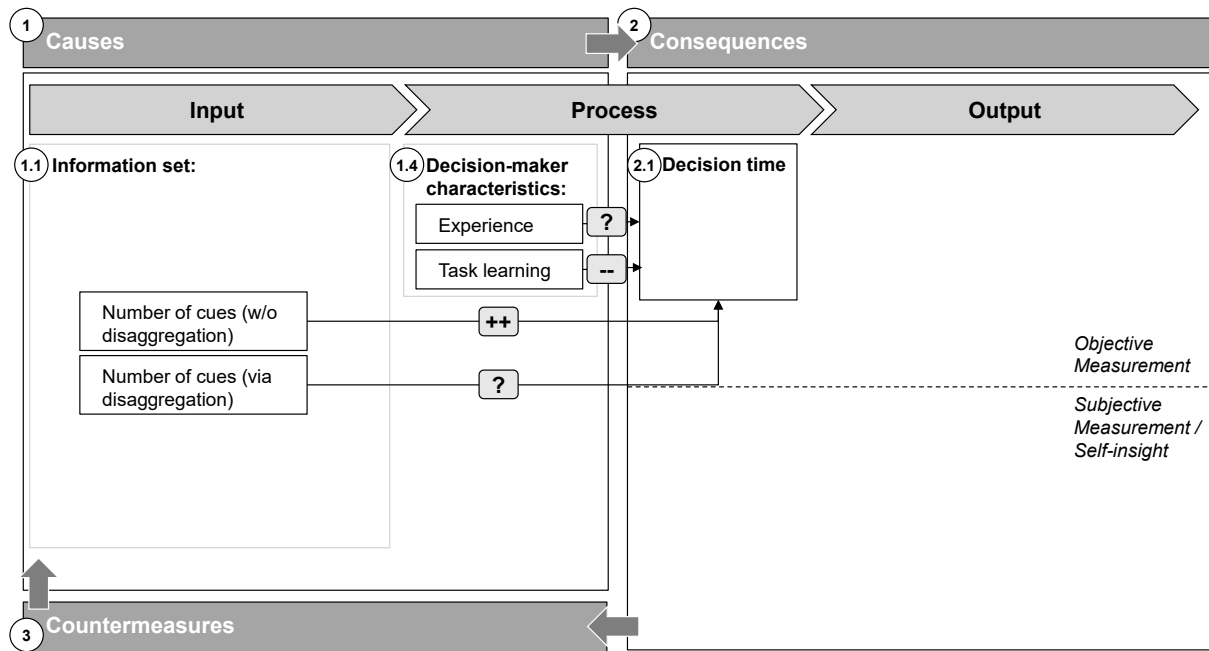 1
Causes
2
Consequences
Input
Process
Output
1.1
Information set:
1.4
Decision-maker
characteristics:
2.1
Decision time
Experience
?
Task learning
--
Number of cues (w/o
disaggregation)
++
Number of cues (via
disaggregation)
?
Objective
Measurement
Subjective
Measurement /
Self-insight
3
Countermeasures